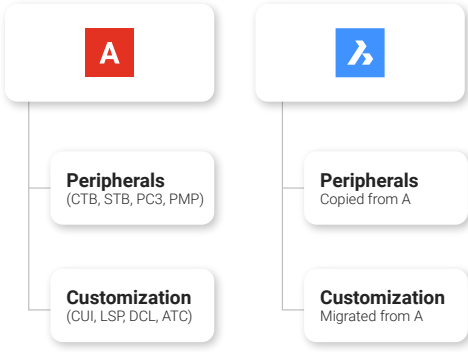 A
Peripherals
(CTB, STB, PC3, PMP)
Customization
(CUI, LSP, DCL, ATC)
Peripherals
Copied from A
Customization
Migrated from A